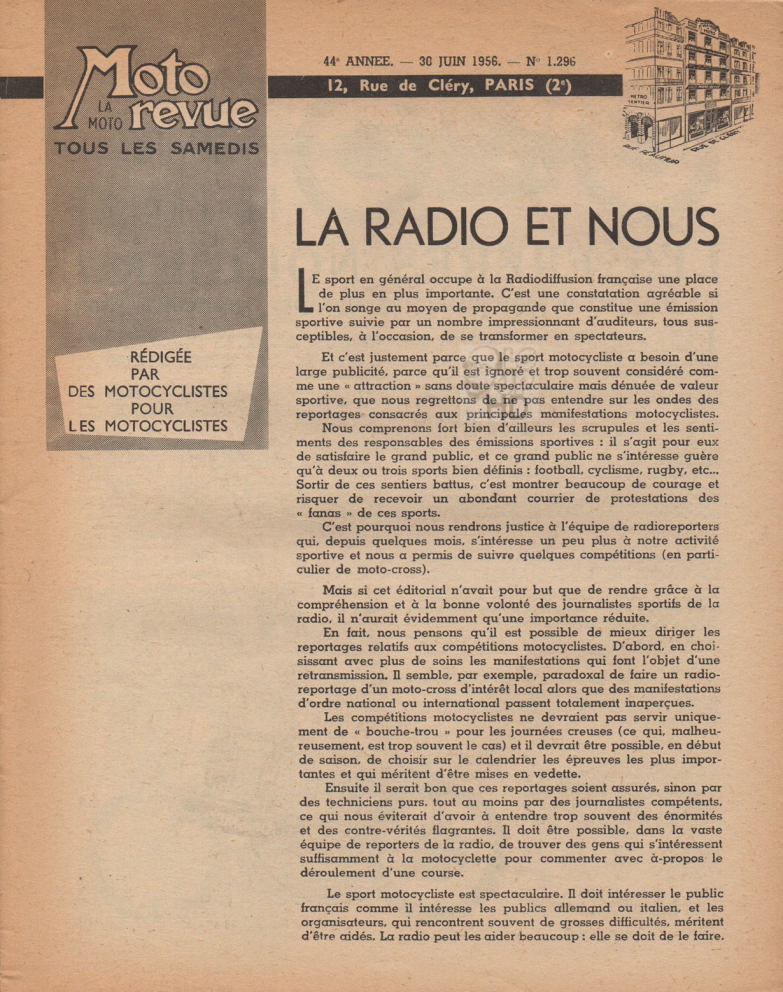 Moto
LA
MOTO
revue
TOUS LES SAMEDIS
44e ANNEE. — 30 JUIN 1956. — No 1.296
12, Rue de Cléry, PARIS (2e)
METRO
SENTIER
RUE DE CLERY
RÉDIGÉE
PAR
DES MOTOCYCLISTES
POUR
LES MOTOCYCLISTES
LA RADIO ET NOUS
LE sport en général occupe à la Radiodiffusion française une place
de plus en plus importante. C'est une constatation agréable si
l'on songe au moyen de propagande que constitue une émission
sportive suivie par un nombre impressionnant d'auditeurs, tous sus-
ceptibles, à l'occasion, de se transformer en spectateurs.
Et c'est justement parce que le sport motocycliste a besoin d'une
large publicité, parce qu'il est ignoré et trop souvent considéré com-
me une « attraction » sans doute spectaculaire mais dénuée de valeur
sportive, que nous regrettons de ne pas entendre sur les ondes des
reportages consacrés aux principales manifestations motocyclistes.
Nous comprenons fort bien d'ailleurs les scrupules et les senti-
ments des responsables des émissions sportives : il s'agit pour eux
de satisfaire le grand public, et ce grand public ne s'intéresse guère
qu'à deux ou trois sports bien définis : football, cyclisme, rugby, etc...
Sortir de ces sentiers battus, c'est montrer beaucoup de courage et
risquer de recevoir un abondant courrier de protestations des
« fanas » de ces sports.
C'est pourquoi nous rendrons justice à l'équipe de radioreporters
qui, depuis quelques mois, s'intéresse un peu plus à notre activité
sportive et nous a permis de suivre quelques compétitions (en parti-
culier de moto-cross).
Mais si cet éditorial n'avait pour but que de rendre grâce à la
compréhension et à la bonne volonté des journalistes sportifs de la
radio, il n'aurait évidemment qu'une importance réduite.
En fait, nous pensons qu'il est possible de mieux diriger les
reportages relatifs aux compétitions motocyclistes. D'abord, en choi-
sissant avec plus de soins les manifestations qui font l'objet d'une
retransmission. Il semble, par exemple, paradoxal de faire un radio-
reportage d'un moto-cross d'intérêt local alors que des manifestations
d'ordre national ou international passent totalement inaperçues.
Les compétitions motocyclistes ne devraient pas servir unique-
ment de « bouche-trou » pour les journées creuses (ce qui, malheu-
reusement, est trop souvent le cas) et il devrait être possible, en début
de saison, de choisir sur le calendrier les épreuves les plus impor-
tantes et qui méritent d'être mises en vedette.
Ensuite il serait bon que ces reportages soient assurés, sinon par
des techniciens purs, tout au moins par des journalistes compétents,
ce qui nous éviterait d'avoir à entendre trop souvent des énormités
et des contre-vérités flagrantes. Il doit être possible, dans la vaste
équipe de reporters de la radio, de trouver des gens qui s'intéressent
suffisamment à la motocyclette pour commenter avec à-propos le
déroulement d'une course.
Le sport motocycliste est spectaculaire. Il doit intéresser le public
français comme il intéresse les publics allemand ou italien, et les
organisateurs, qui rencontrent souvent de grosses difficultés, méritent
d'être aidés. La radio peut les aider beaucoup : elle se doit de le faire.